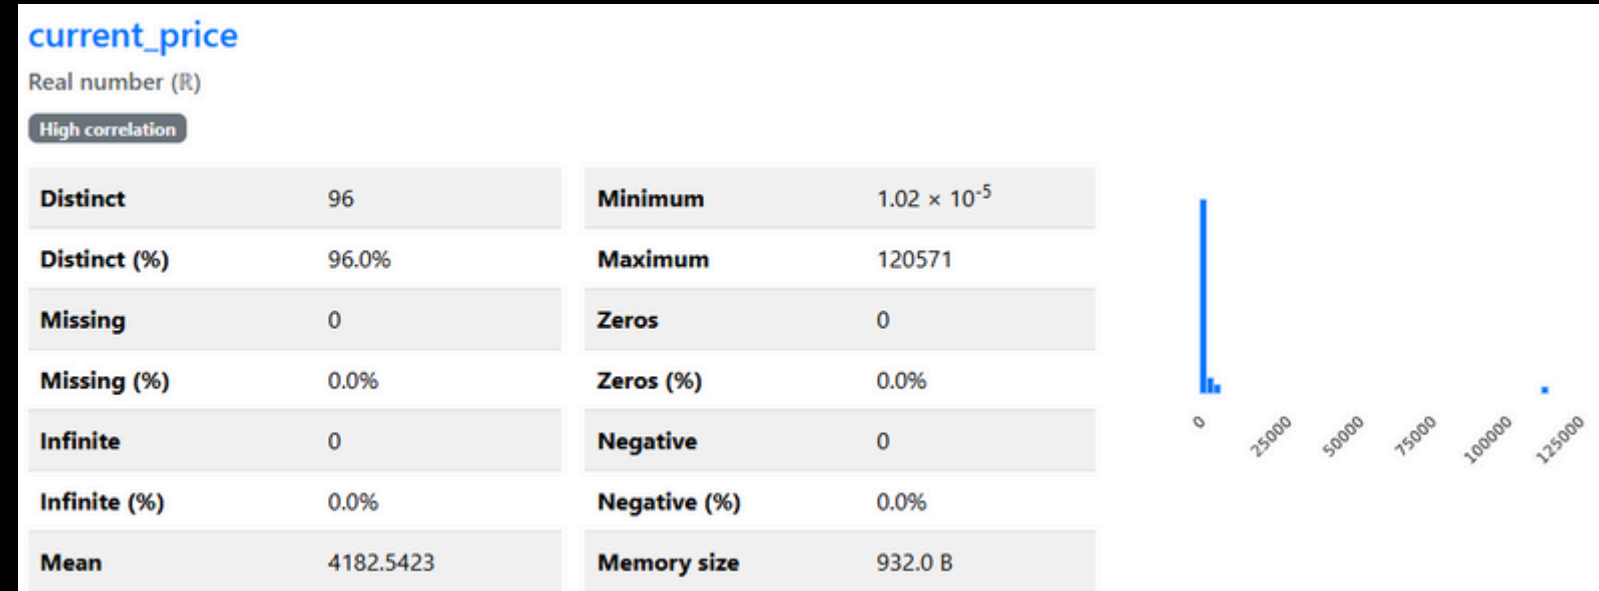 current_price
Real number (ℝ)
High correlation
Distinct 96
Distinct (%) 96.0%
Missing 0
Missing (%) 0.0%
Infinite 0
Infinite (%) 0.0%
Mean 4182.5423
Minimum 1.02 × 10⁻⁵
Maximum 120571
Zeros 0
Zeros (%) 0.0%
Negative 0
Negative (%) 0.0%
Memory size 932.0 B
0
25000
50000
75000
100000
125000